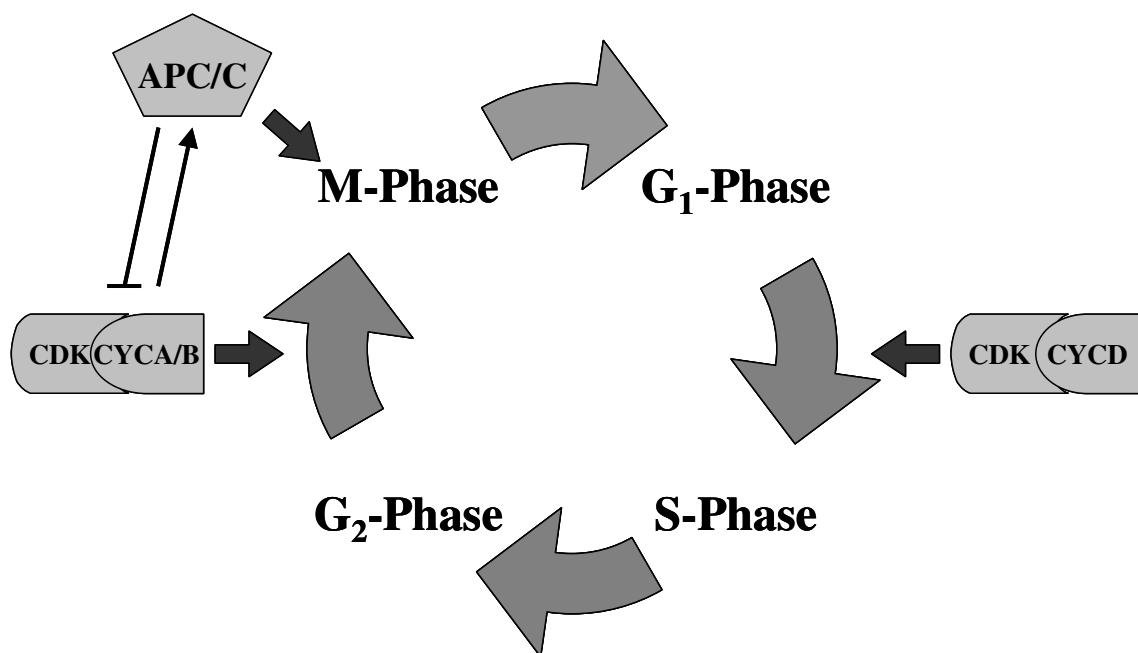 APC/C
M-Phase
G₁-Phase
CDK CYCA/B
CDK CYCD
G₂-Phase
S-Phase